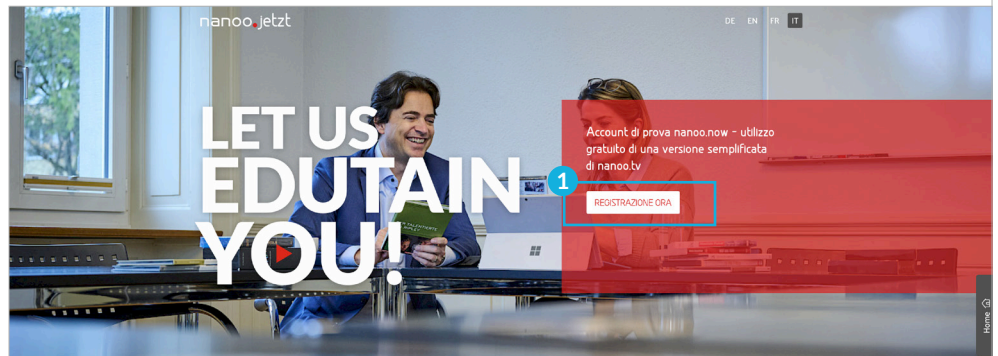 nanoo.jetzt
DE EN FR IT
LET US
EDUTAIN
YOU!
Account di prova nanoo.now - utilizzo
gratuito di una versione semplificata
di nanoo.tv
1
REGISTRAZIONE ORA
Home